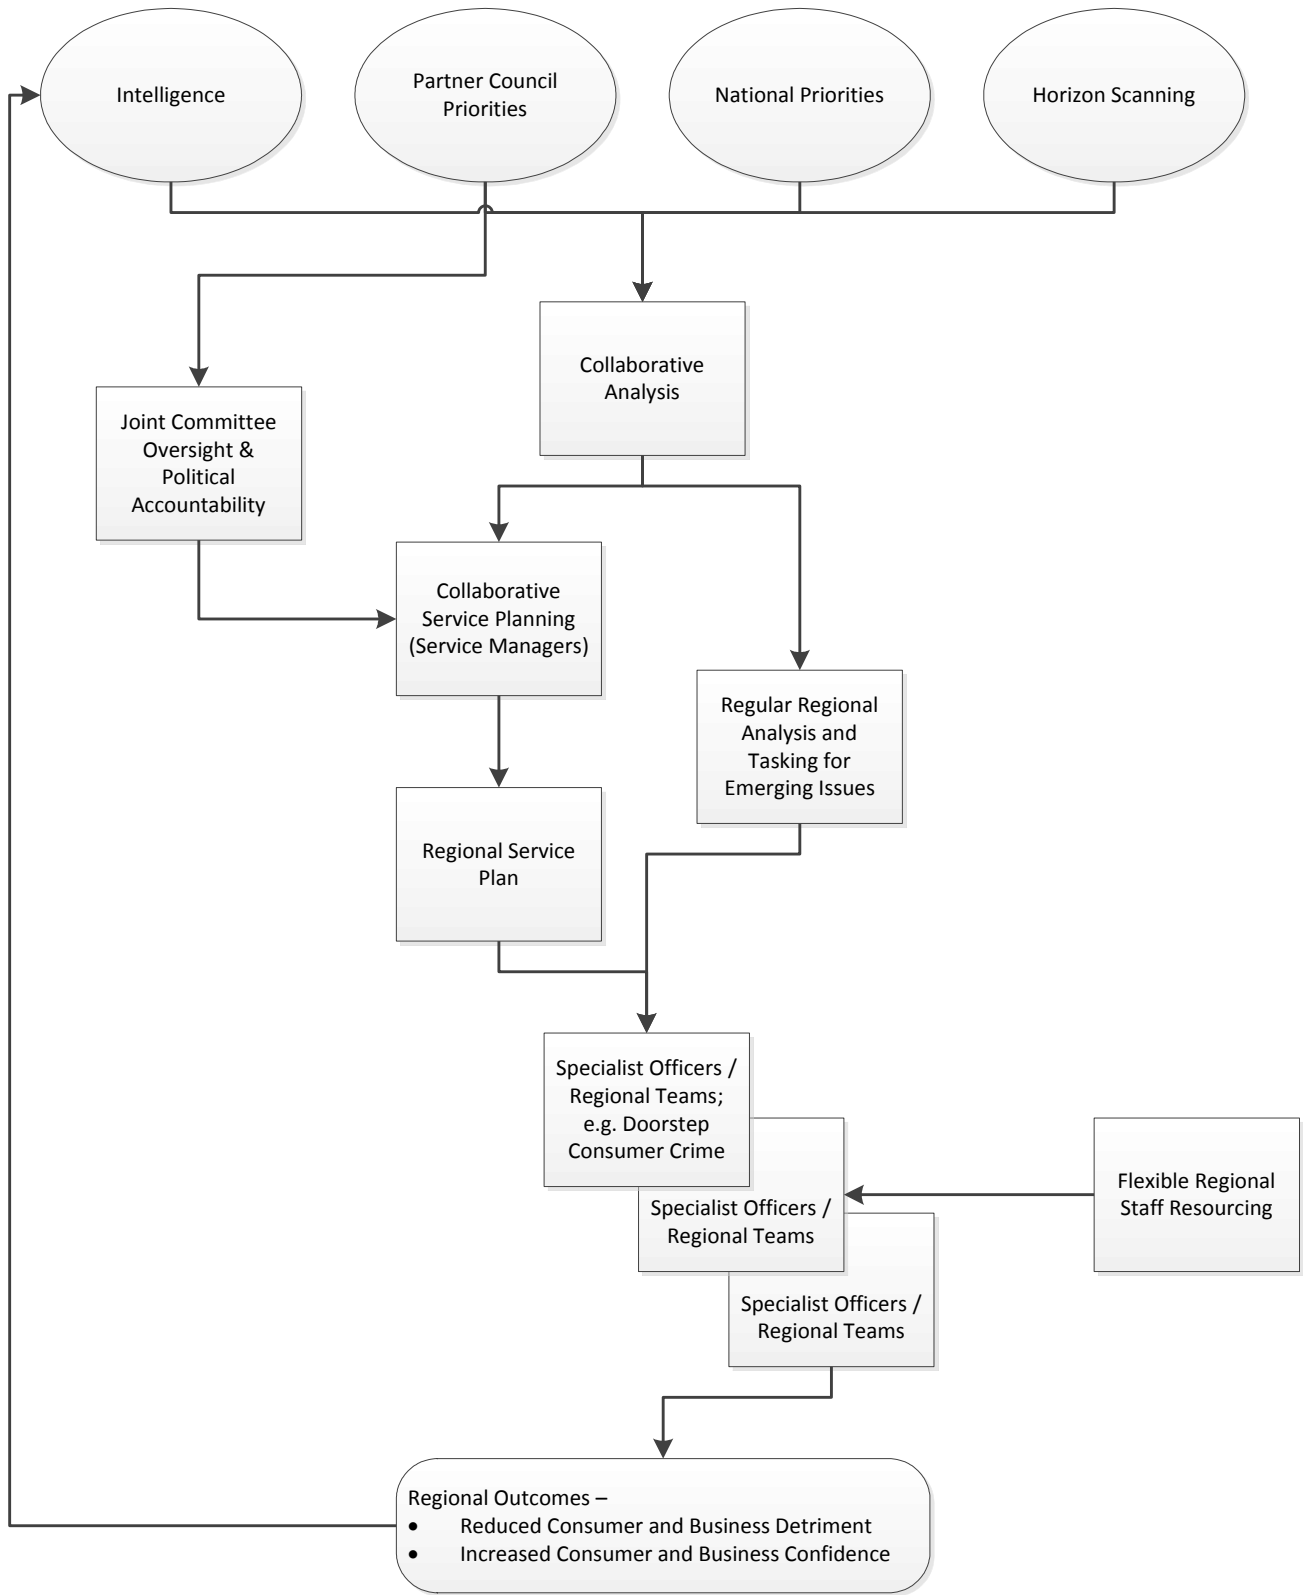 Intelligence
Partner Council
Priorities
National Priorities
Horizon Scanning
Collaborative
Analysis
Joint Committee
Oversight &
Political
Accountability
Collaborative
Service Planning
(Service Managers)
Regular Regional
Analysis and
Tasking for
Emerging Issues
Regional Service
Plan
Specialist Officers /
Regional Teams;
e.g. Doorstep
Consumer Crime
Specialist Officers /
Regional Teams
Flexible Regional
Staff Resourcing
Specialist Officers /
Regional Teams
Regional Outcomes –
• Reduced Consumer and Business Detriment
• Increased Consumer and Business Confidence